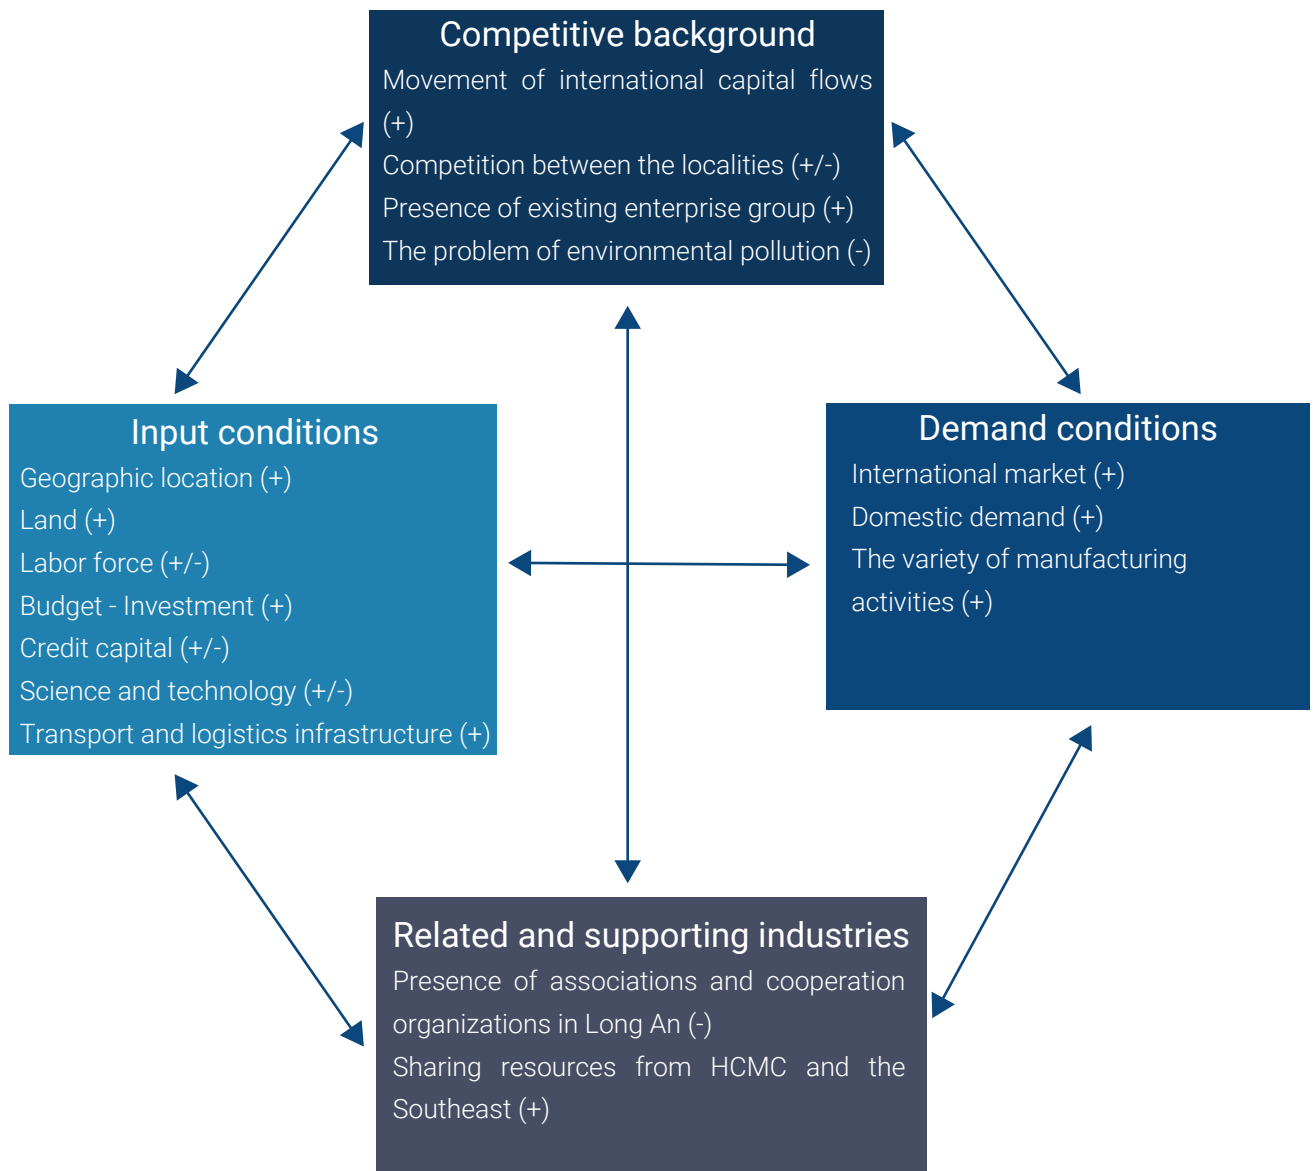 Competitive background
Movement of international capital flows
(+)
Competition between the localities (+/-)
Presence of existing enterprise group (+)
The problem of environmental pollution (-)
Input conditions
Geographic location (+)
Land (+)
Labor force (+/-)
Budget - Investment (+)
Credit capital (+/-)
Science and technology (+/-)
Transport and logistics infrastructure (+)
Demand conditions
International market (+)
Domestic demand (+)
The variety of manufacturing
activities (+)
Related and supporting industries
Presence of associations and cooperation
organizations in Long An (-)
Sharing resources from HCMC and the
Southeast (+)